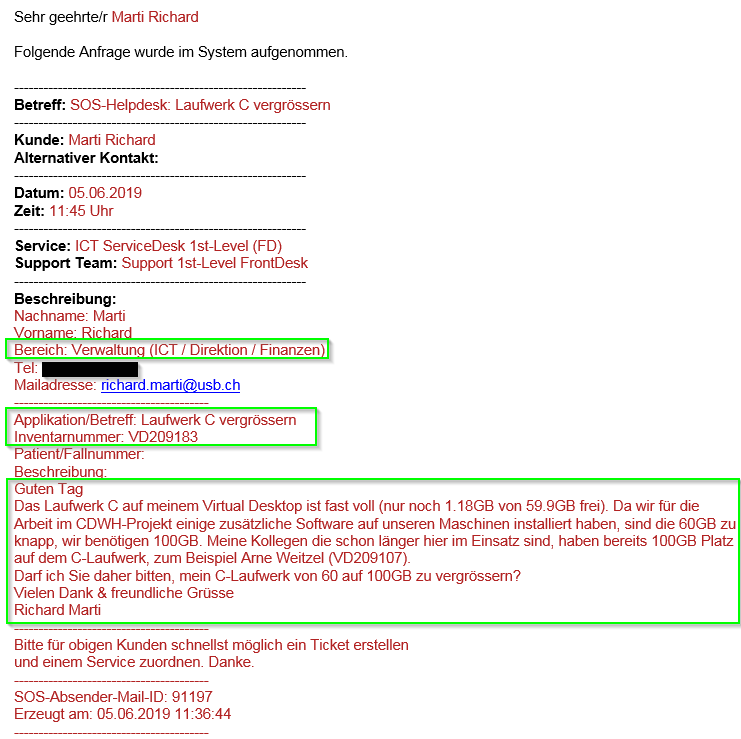 Sehr geehrte/r Marti Richard
Folgende Anfrage wurde im System aufgenommen.
------------------------------------------------------------
Betreff: SOS-Helpdesk: Laufwerk C vergrössern
------------------------------------------------------------
Kunde: Marti Richard
Alternativer Kontakt:
------------------------------------------------------------
Datum: 05.06.2019
Zeit: 11:45 Uhr
------------------------------------------------------------
Service: ICT ServiceDesk 1st-Level (FD)
Support Team: Support 1st-Level FrontDesk
------------------------------------------------------------
Beschreibung:
Nachname: Marti
Vorname: Richard
Bereich: Verwaltung (ICT / Direktion / Finanzen)
Tel:
Mailadresse: richard.marti@usb.ch
----------------------------------------
Applikation/Betreff: Laufwerk C vergrössern
Inventarnummer: VD209183
Patient/Fallnummer:
Beschreibung:
Guten Tag
Das Laufwerk C auf meinem Virtual Desktop ist fast voll (nur noch 1.18GB von 59.9GB frei). Da wir für die
Arbeit im CDWH-Projekt einige zusätzliche Software auf unseren Maschinen installiert haben, sind die 60GB zu
knapp, wir benötigen 100GB. Meine Kollegen die schon länger hier im Einsatz sind, haben bereits 100GB Platz
auf dem C-Laufwerk, zum Beispiel Arne Weitzel (VD209107).
Darf ich Sie daher bitten, mein C-Laufwerk von 60 auf 100GB zu vergrössern?
Vielen Dank & freundliche Grüsse
Richard Marti
----------------------------------------
Bitte für obigen Kunden schnellst möglich ein Ticket erstellen
und einem Service zuordnen. Danke.
----------------------------------------
SOS-Absender-Mail-ID: 91197
Erzeugt am: 05.06.2019 11:36:44
----------------------------------------